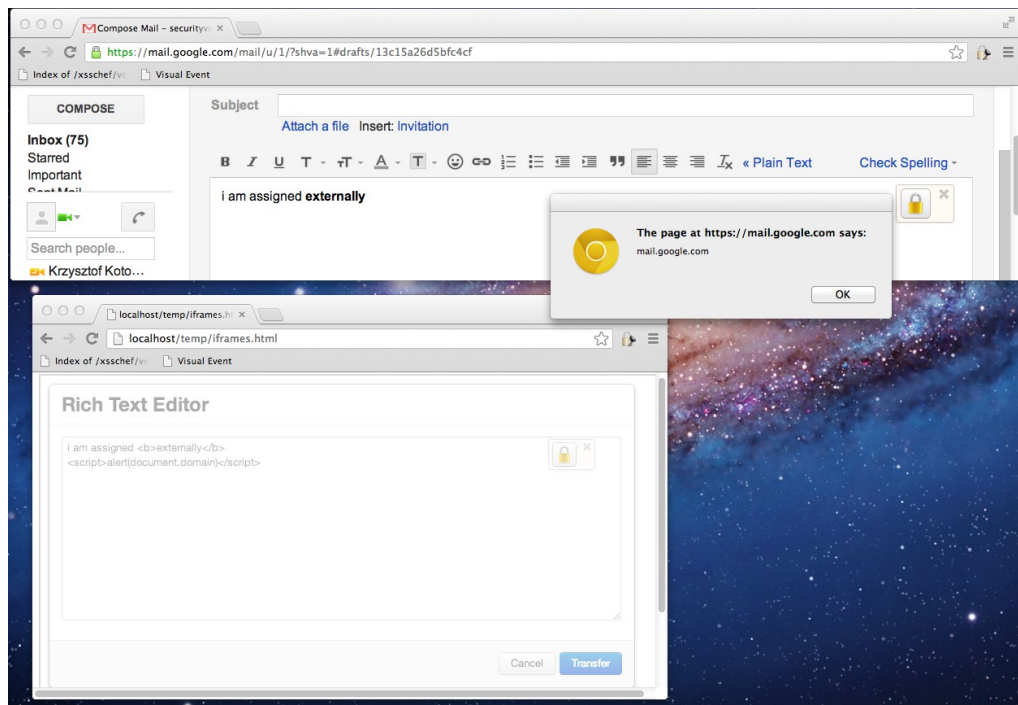 Compose Mail – securityv
https://mail.google.com/mail/u/1/?shva=1#drafts/13c15a26d5bfc4cf
Index of /xsschef/v Visual Event
COMPOSE
Subject
Attach a file Insert: Invitation
Inbox (75)
Starred
Important
Sent Mail
B I U T TT A T T « Plain Text Check Spelling
i am assigned externally
The page at https://mail.google.com says:
mail.google.com
OK
Search people...
Krzysztof Koto...
localhost/temp/iframes.h
localhost/temp/iframes.html
Index of /xsschef/v Visual Event
Rich Text Editor
i am assigned <b>externally</b>
<script>alert(document.domain)</script>
Cancel Transfer